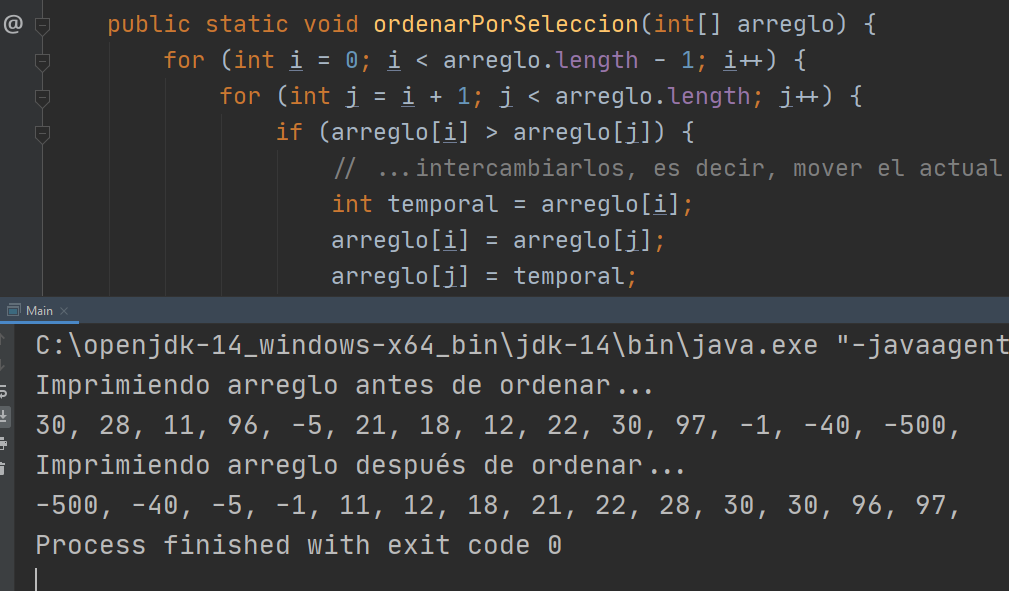 @ public static void ordenarPorSeleccion(int[] arreglo) {
for (int i = 0; i < arreglo.length - 1; i++) {
for (int j = i + 1; j < arreglo.length; j++) {
if (arreglo[i] > arreglo[j]) {
// ...intercambiarlos, es decir, mover el actual
int temporal = arreglo[i];
arreglo[i] = arreglo[j];
arreglo[j] = temporal;
Main ×
C:\openjdk-14_windows-x64_bin\jdk-14\bin\java.exe "-javaagent
Imprimiendo arreglo antes de ordenar...
30, 28, 11, 96, -5, 21, 18, 12, 22, 30, 97, -1, -40, -500,
Imprimiendo arreglo después de ordenar...
-500, -40, -5, -1, 11, 12, 18, 21, 22, 28, 30, 30, 96, 97,
Process finished with exit code 0